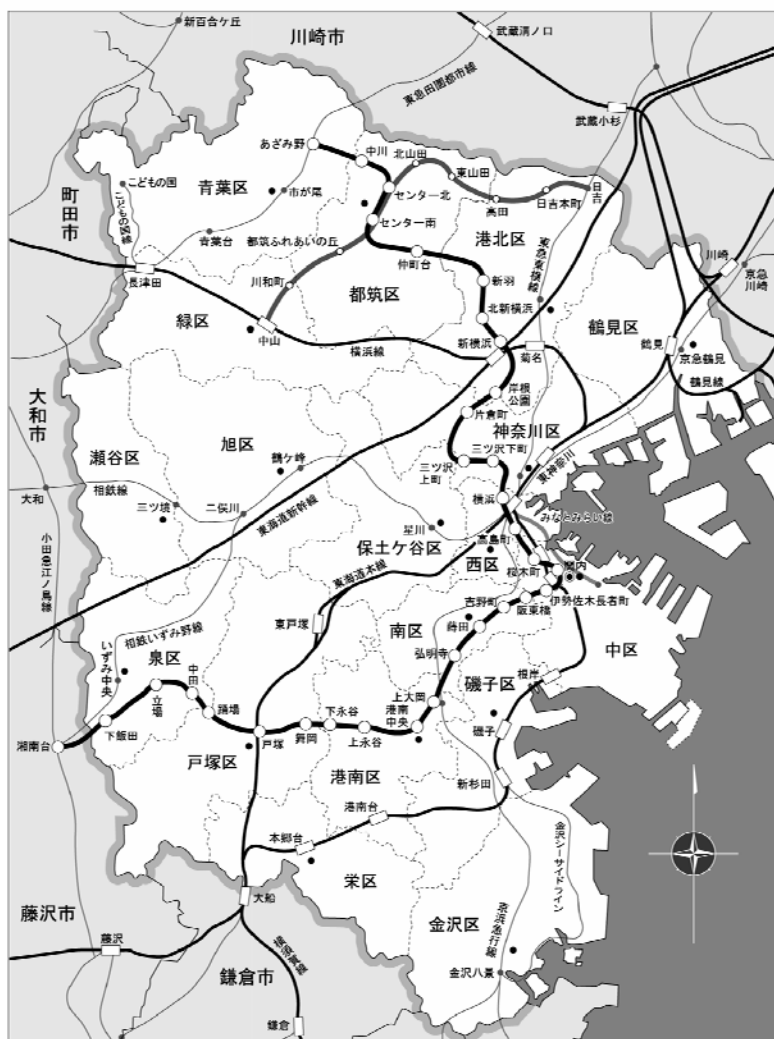 新百合ケ丘
川崎市
武蔵溝ノ口
東急田園都市線
武蔵小杉
あざみ野
中川
北山田
東山田
センター北
高田
日吉本町
日吉
こどもの国
青葉区
市が尾
町田市
こどもの国線
センター南
港北区
青葉台
都筑ふれあいの丘
仲町台
東急東横線
川崎
京急
川崎
長津田
川和町
都筑区
新羽
北新横浜
鶴見区
緑区
中山
横浜線
新横浜
菊名
鶴見
京急鶴見
鶴見線
大和市
岸根
公園
片倉町
神奈川区
瀬谷区
旭区
鶴ケ峰
三ツ沢下町
三ツ沢
上町
東神奈川
大和
相鉄線
三ツ境
二俣川
東海道新幹線
横浜
みなとみらい線
星川
高島町
小田急江ノ島線
保土ケ谷区
西区
桜木町
関内
東海道本線
吉野町
阪東橋
伊勢佐木長者町
東戸塚
南区
蒔田
中区
相鉄いずみ野線
いずみ中央
泉区
弘明寺
磯子区
根岸
中田
立場
踊場
下永谷
上大岡
港南
中央
磯子
湘南台
下飯田
戸塚
舞岡
上永谷
戸塚区
港南区
新杉田
港南台
本郷台
金沢シーサイドライン
栄区
大船
藤沢市
金沢区
京浜急行線
藤沢
横須賀線
鎌倉市
金沢八景
鎌倉